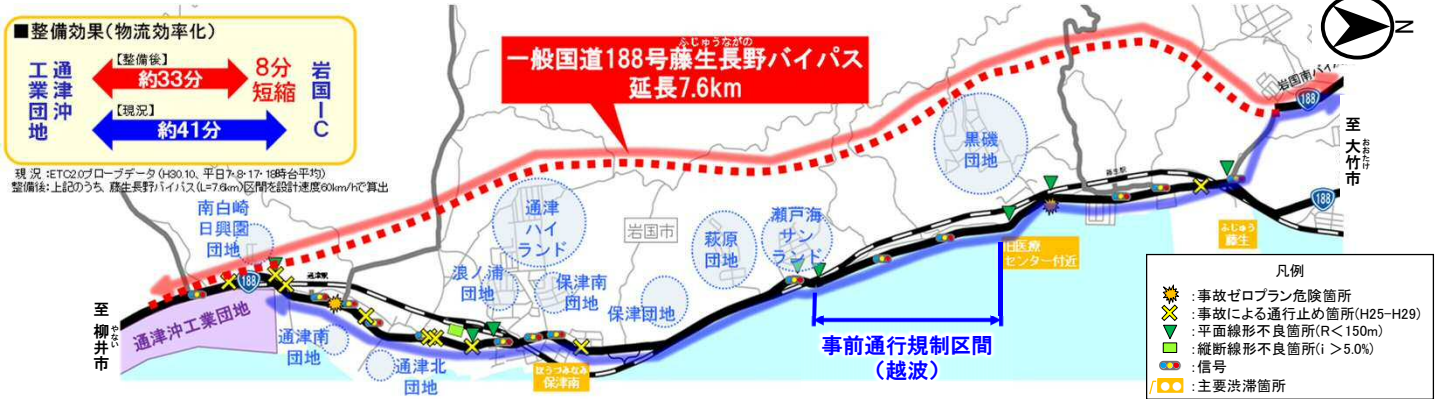 ■整備効果(物流効率化)
通津沖
工業団地
【整備後】
約33分
8分
短縮
【現況】
約41分
岩国IC
現 況:ETC2.0プローブデータ(H30.10、平日7・8・17・18時台平均)
整備後:上記のうち、藤生長野バイパス(L=7.6km)区間を設計速度60km/hで算出
ふじゅうながの
一般国道188号藤生長野バイパス
延長7.6km
N
岩国南バイ
188
至 大竹市
おおたけ
黒磯
団地
藤生駅
188
ふじゅう
藤生
旧医療
センター付近
南白崎
日興園
団地
通津
ハイ
ランド
岩国市
萩原
団地
瀬戸海
サン
ランド
浪ノ浦
団地
保津南
団地
保津団地
188
通津駅
至 柳井市
やない
通津沖工業団地
通津南
団地
通津北
団地
ほうづみなみ
保津南
事前通行規制区間
(越波)
凡例
:事故ゼロプラン危険箇所
:事故による通行止め箇所(H25-H29)
:平面線形不良箇所(R<150m)
:縦断線形不良箇所(i >5.0%)
:信号
:主要渋滞箇所